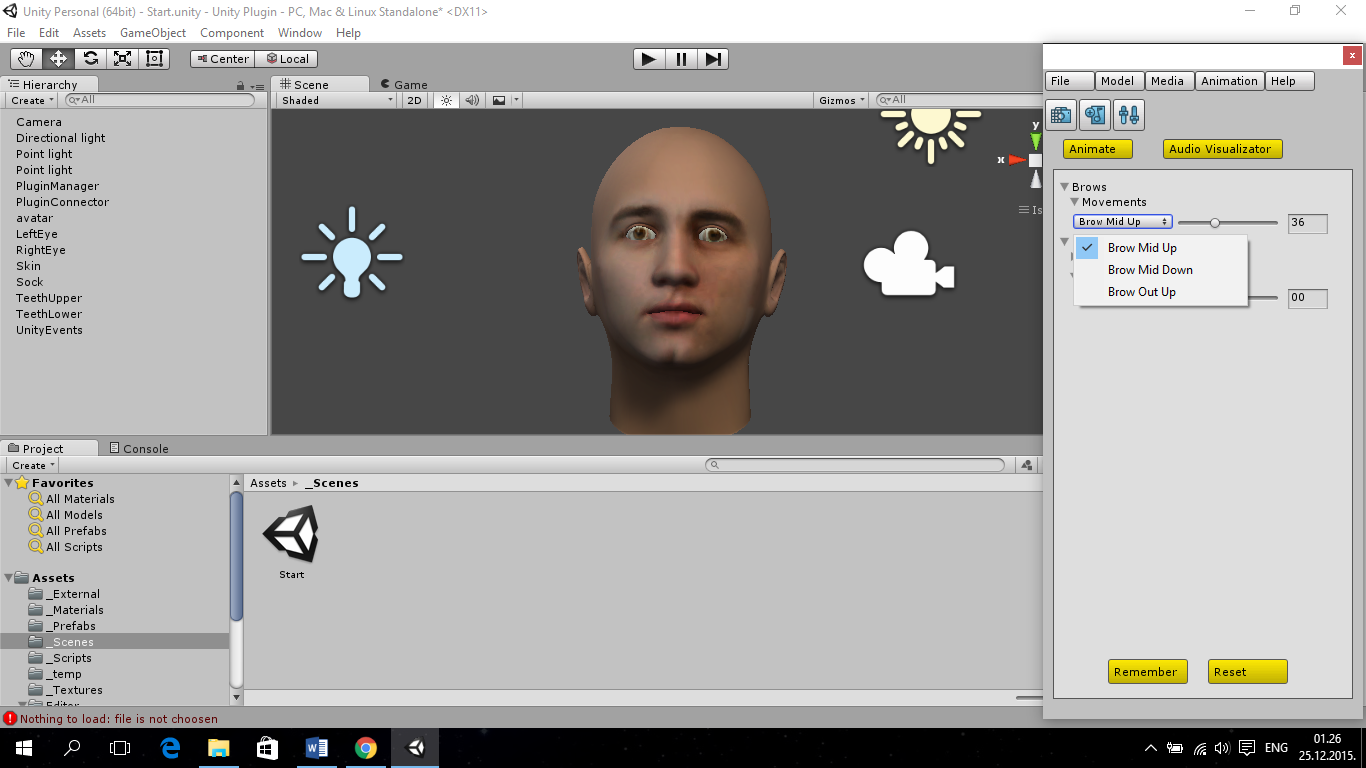 Unity Personal (64bit) - Start.unity - Unity Plugin - PC, Mac & Linux Standalone* <DX11>
File Edit Assets GameObject Component Window Help
Center Local
Hierarchy
Create All
Camera
Directional light
Point light
Point light
PluginManager
PluginConnector
avatar
LeftEye
RightEye
Skin
Sock
TeethUpper
TeethLower
UnityEvents
Scene Game
Shaded 2D Gizmos All
y
x
Is
File Model Media Animation Help
Animate Audio Visualizator
Brows
Movements
Brow Mid Up 36
Brow Mid Up
Brow Mid Down
Brow Out Up
00
Remember Reset
Project Console
Create
Favorites
All Materials
All Models
All Prefabs
All Scripts
Assets
_External
_Materials
_Prefabs
_Scenes
_Scripts
_temp
_Textures
Editor
Assets _Scenes
Start
Nothing to load: file is not choosen
ENG
01.26
25.12.2015.